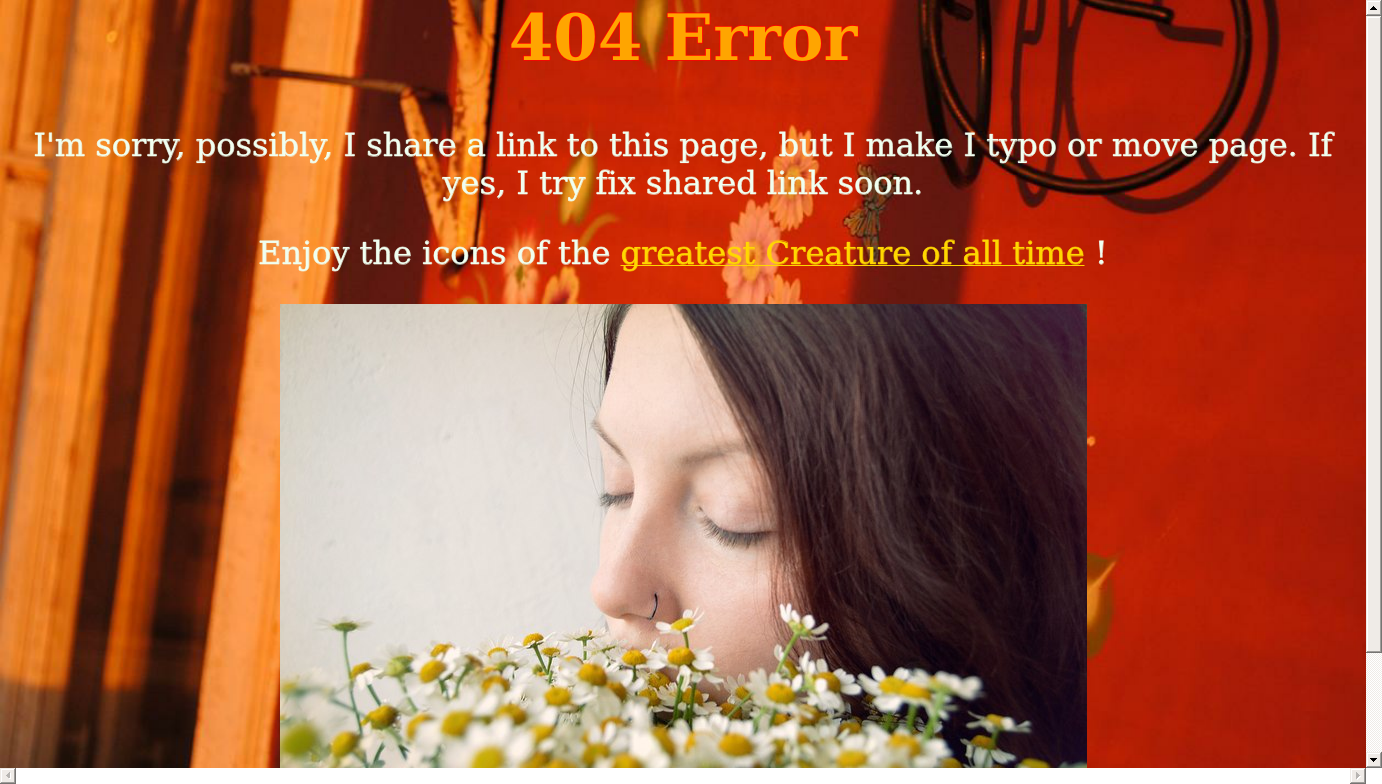 404 Error
I'm sorry, possibly, I share a link to this page, but I make I typo or move page. If
yes, I try fix shared link soon.
Enjoy the icons of the greatest Creature of all time !